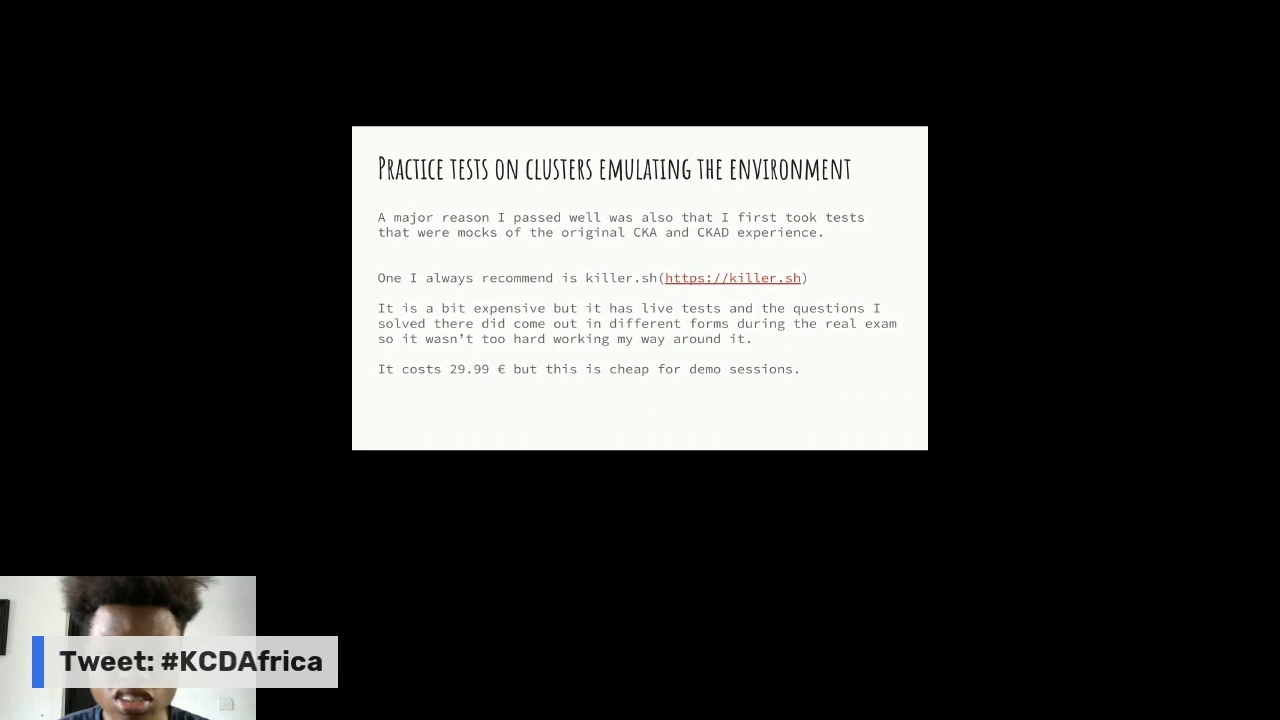 Practice tests on clusters emulating the environment
A major reason I passed well was also that I first took tests
that were mocks of the original CKA and CKAD experience.
One I always recommend is killer.sh(https://killer.sh)
It is a bit expensive but it has live tests and the questions I
solved there did come out in different forms during the real exam
so it wasn't too hard working my way around it.
It costs 29.99 € but this is cheap for demo sessions.
Tweet: #KCDAfrica